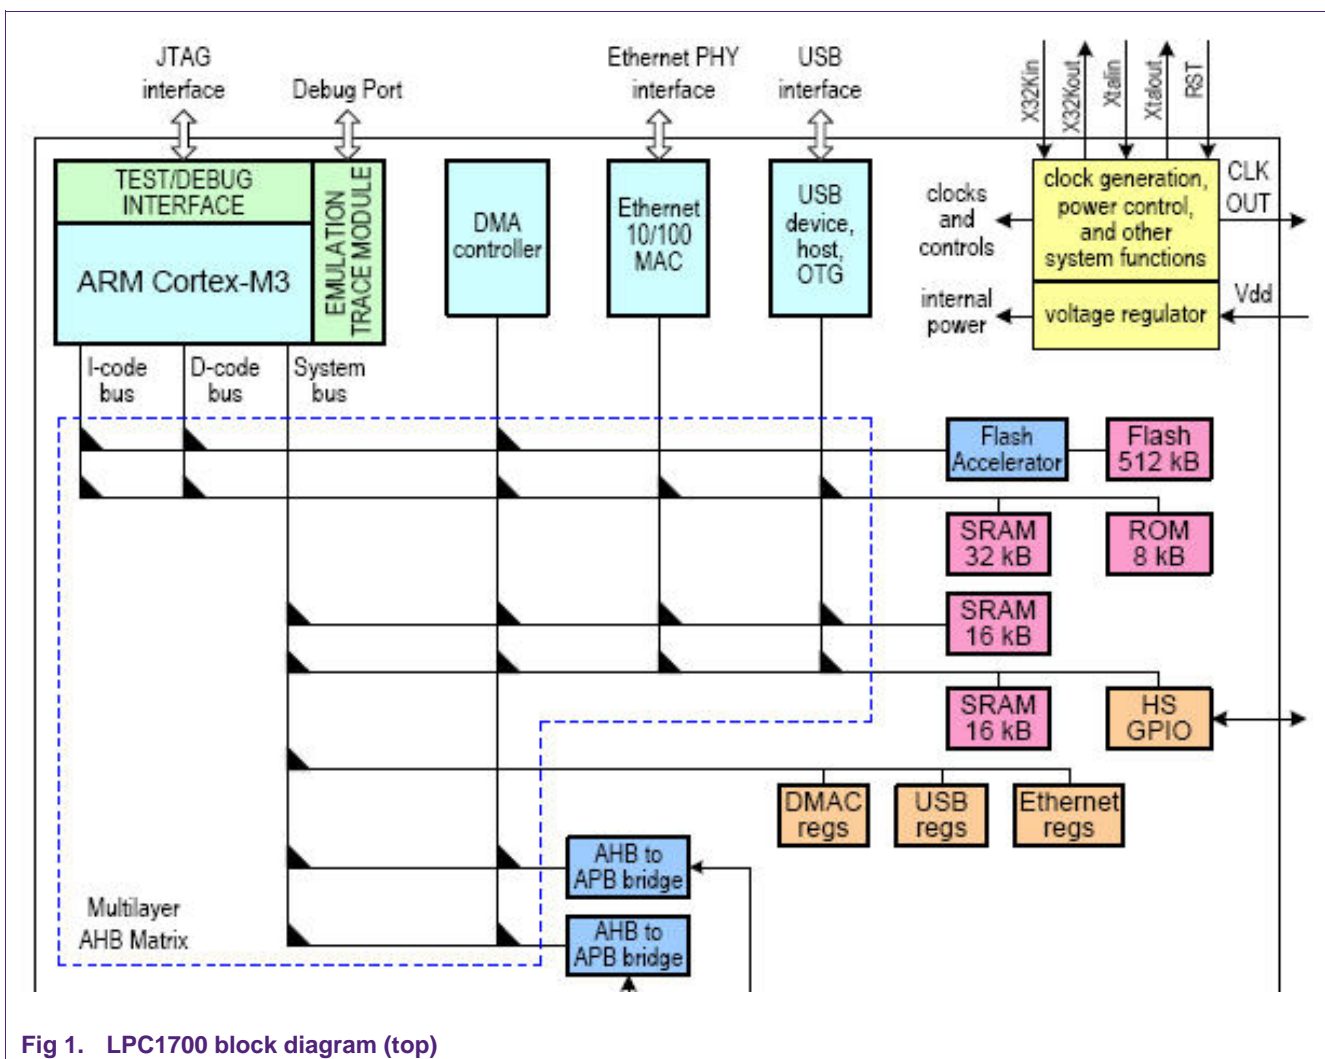 JTAG
interface
Debug Port
Ethernet PHY
interface
USB
interface
X32Kin
X32Kout
Xtalin
Xtalout
RST
TEST/DEBUG
INTERFACE
ARM Cortex-M3
EMULATION
TRACE MODULE
DMA
controller
Ethernet
10/100
MAC
USB
device,
host,
OTG
clocks
and
controls
clock generation,
power control,
and other
system functions
CLK
OUT
internal
power
voltage regulator
Vdd
I-code
bus
D-code
bus
System
bus
Flash
Accelerator
Flash
512 kB
SRAM
32 kB
ROM
8 kB
SRAM
16 kB
SRAM
16 kB
HS
GPIO
DMAC
regs
USB
regs
Ethernet
regs
AHB to
APB bridge
Multilayer
AHB Matrix
AHB to
APB bridge
Fig 1. LPC1700 block diagram (top)